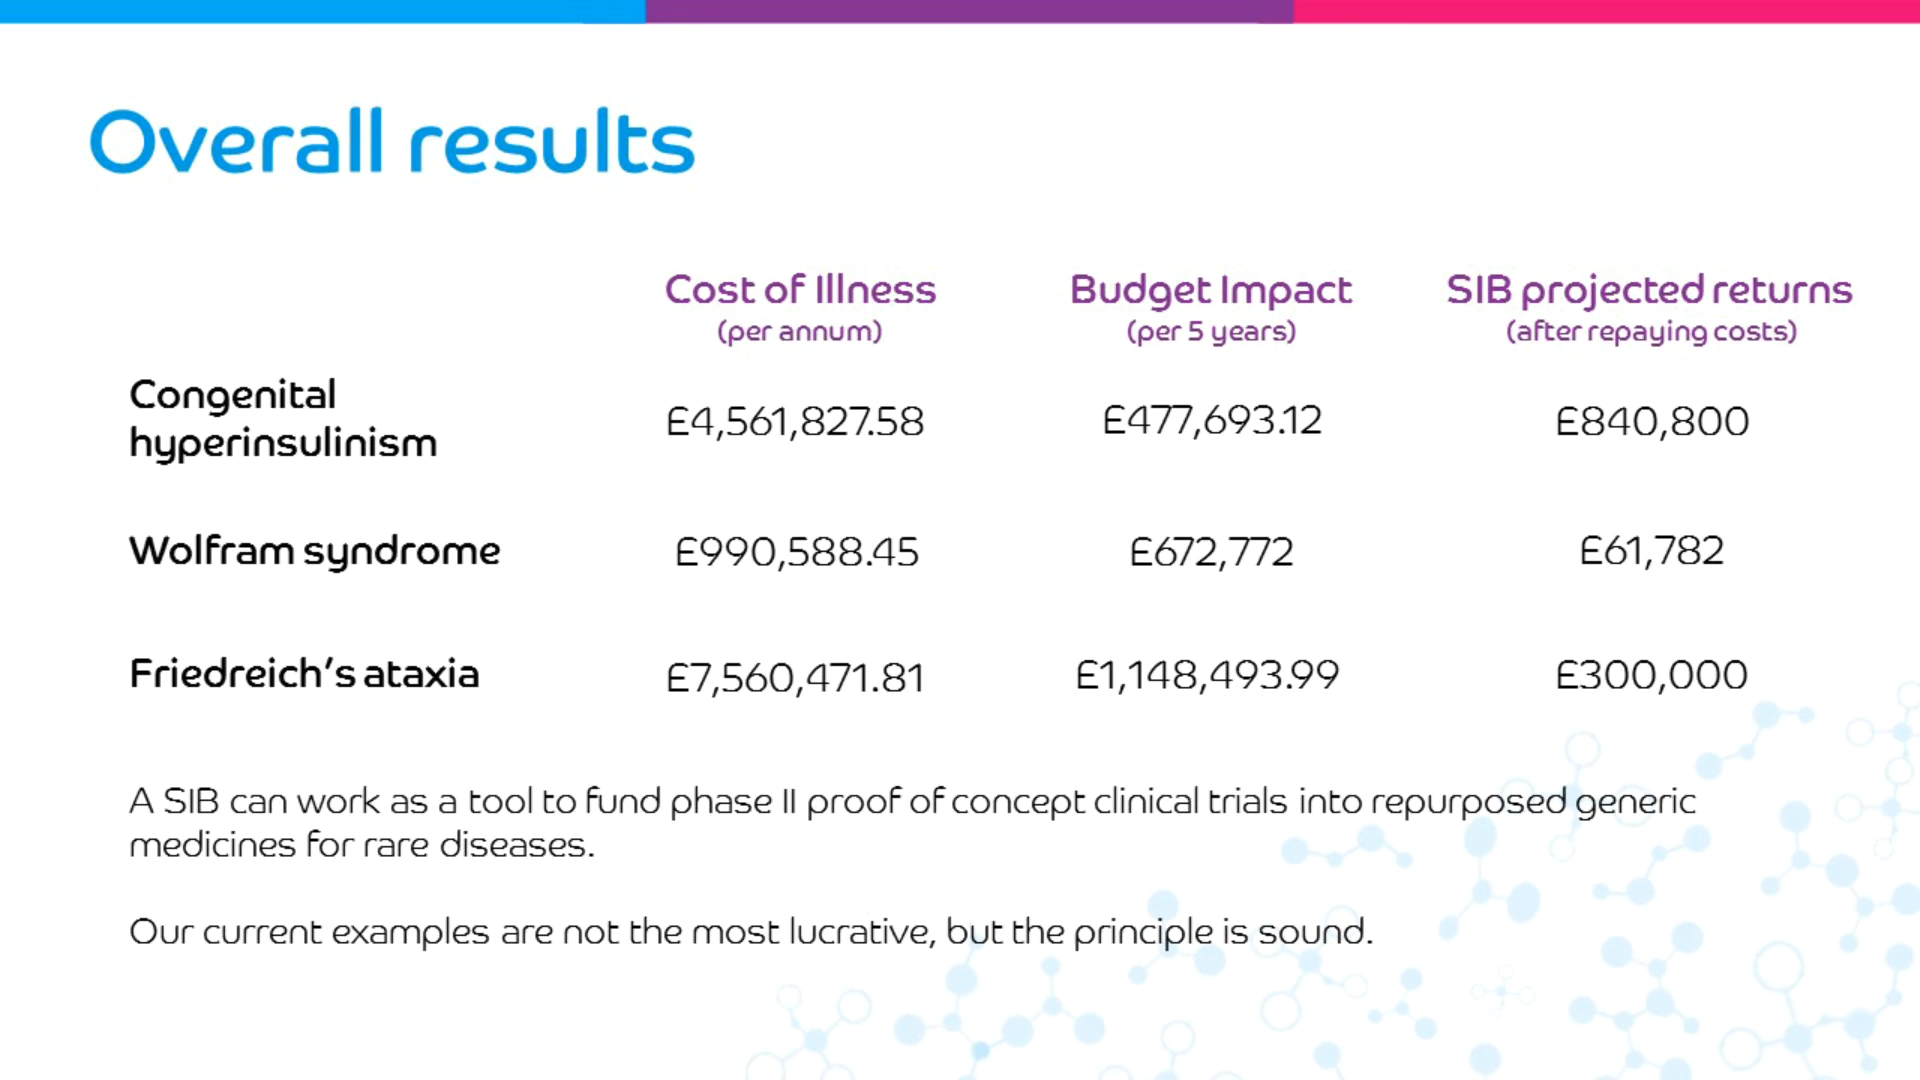 Overall results
Cost of Illness
(per annum)
Budget Impact
(per 5 years)
SIB projected returns
(after repaying costs)
Congenital
hyperinsulinism
£4,561,827.58
£477,693.12
£840,800
Wolfram syndrome
£990,588.45
£672,772
£61,782
Friedreich's ataxia
£7,560,471.81
£1,148,493.99
£300,000
A SIB can work as a tool to fund phase II proof of concept clinical trials into repurposed generic
medicines for rare diseases.
Our current examples are not the most lucrative, but the principle is sound.